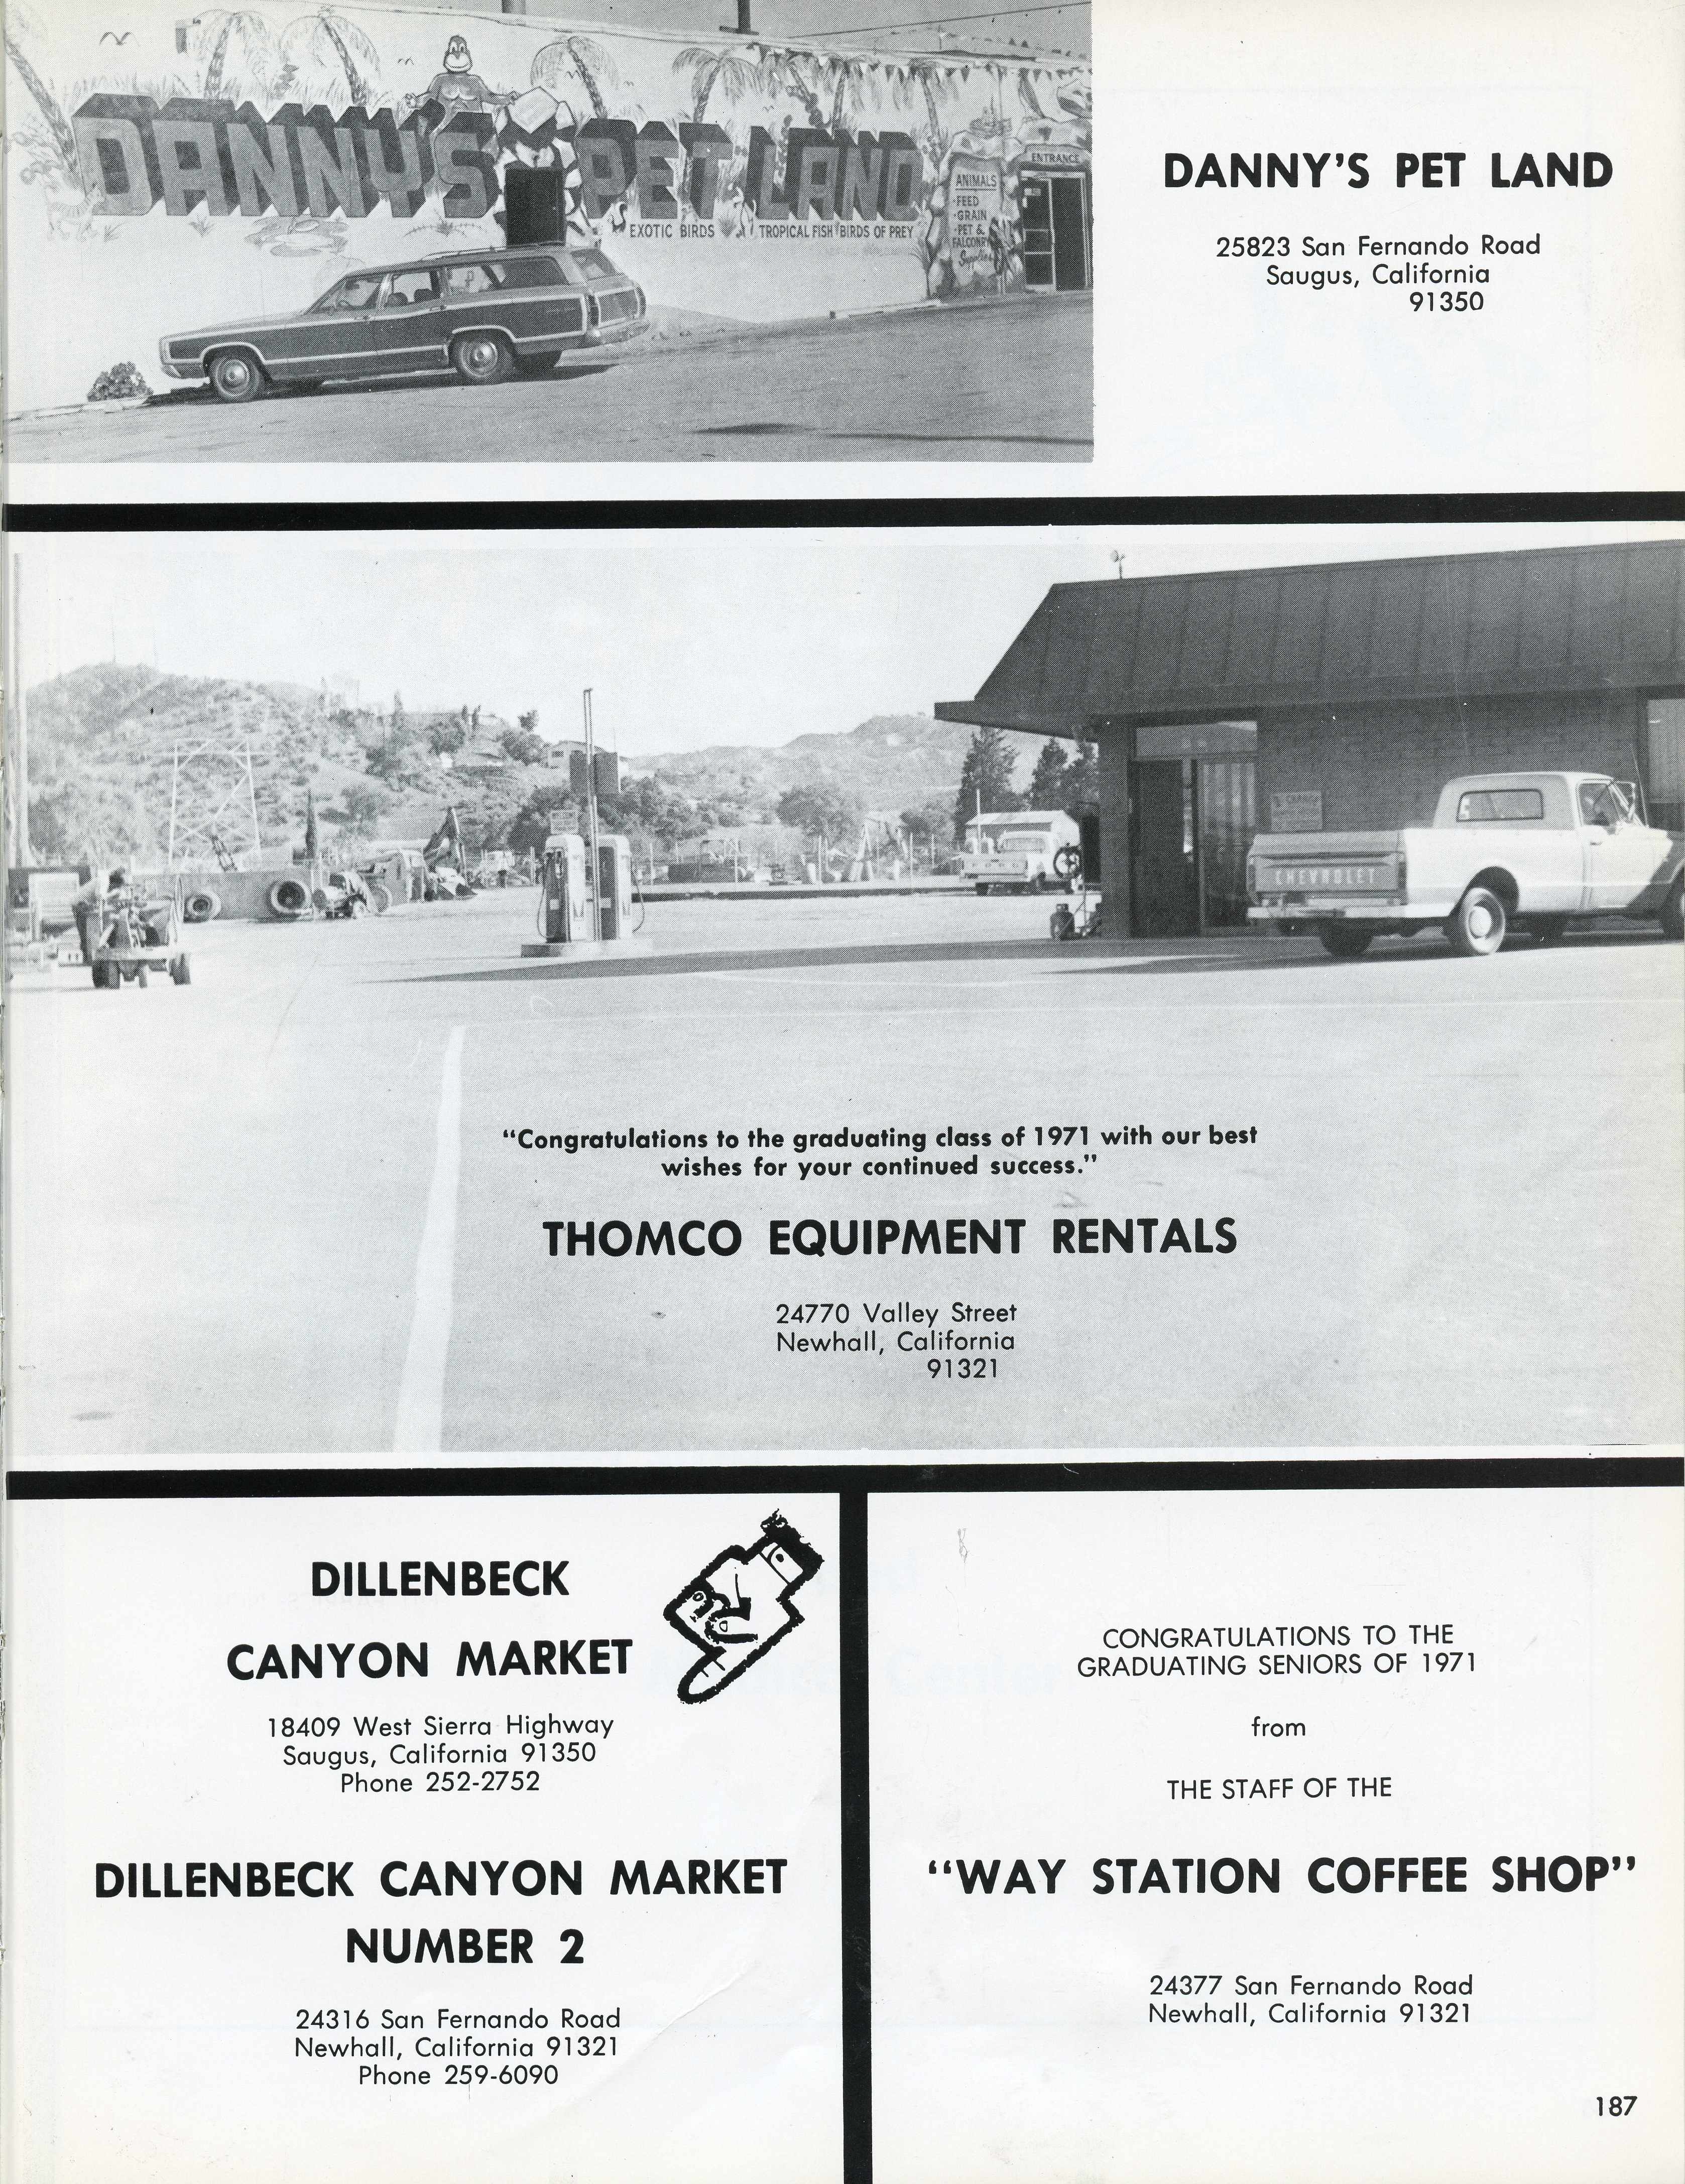 DANNY'S PET LAND
ENTRANCE
ANIMALS
·FEED
·GRAIN
·PET &
FALCONRY
Supplies
EXOTIC BIRDS
TROPICAL FISH
BIRDS OF PREY
DANNY'S PET LAND
25823 San Fernando Road
Saugus, California
91350
CHEVROLET
"Congratulations to the graduating class of 1971 with our best
wishes for your continued success."
THOMCO EQUIPMENT RENTALS
24770 Valley Street
Newhall, California
91321
DILLENBECK
CANYON MARKET
18409 West Sierra Highway
Saugus, California 91350
Phone 252-2752
DILLENBECK CANYON MARKET
NUMBER 2
24316 San Fernando Road
Newhall, California 91321
Phone 259-6090
CONGRATULATIONS TO THE
GRADUATING SENIORS OF 1971
from
THE STAFF OF THE
"WAY STATION COFFEE SHOP"
24377 San Fernando Road
Newhall, California 91321
187